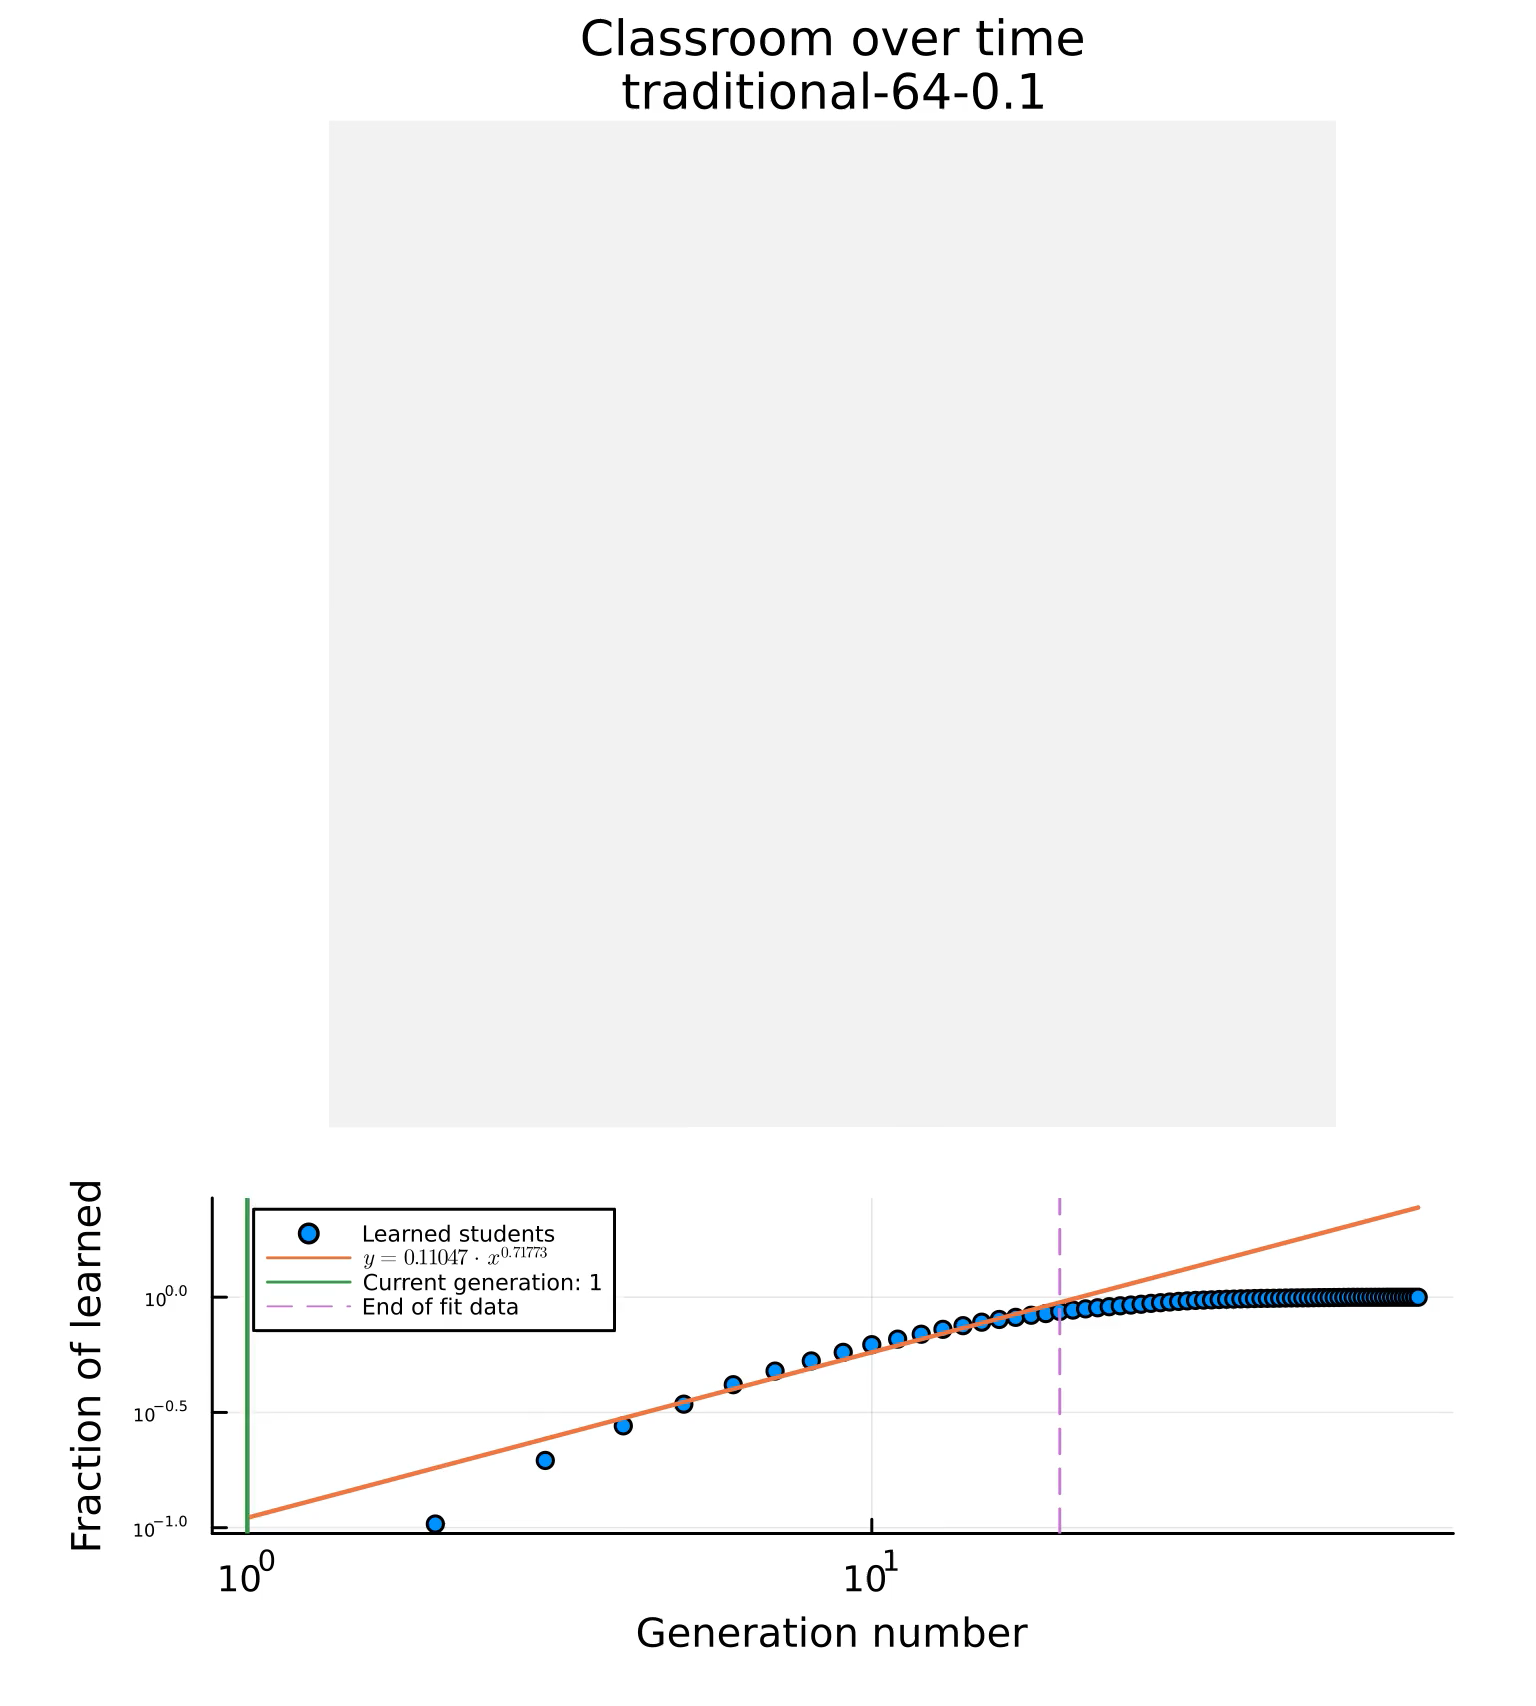 Classroom over time
traditional-64-0.1
Fraction of learned
Learned students
y = 0.11047 · x^0.71773
Current generation: 1
End of fit data
10^0.0
10^−0.5
10^−1.0
10^0
10^1
Generation number